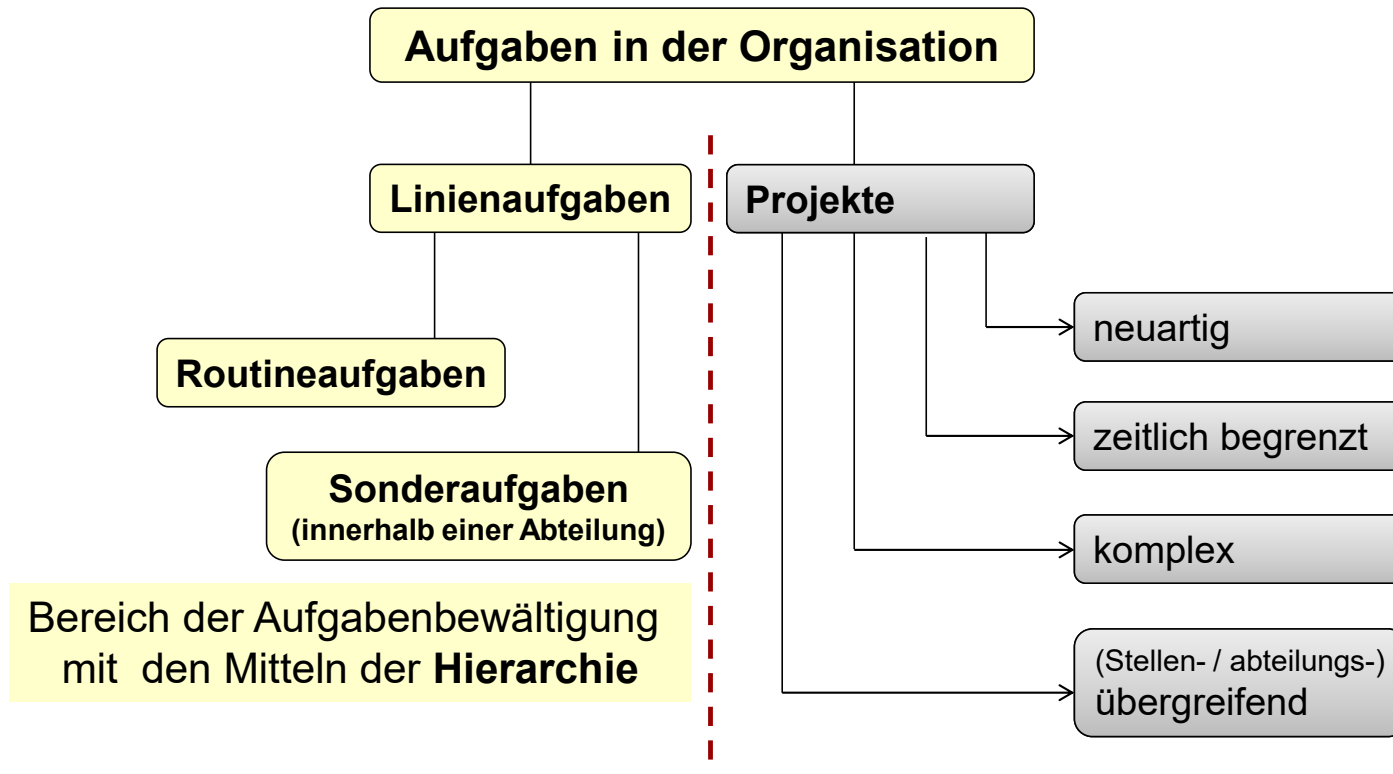 Aufgaben in der Organisation
Linienaufgaben
Projekte
Routineaufgaben
Sonderaufgaben
(innerhalb einer Abteilung)
Bereich der Aufgabenbewältigung
mit den Mitteln der Hierarchie
neuartig
zeitlich begrenzt
komplex
(Stellen- / abteilungs-)
übergreifend